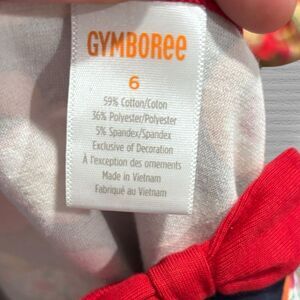 GYMBOREE
6
59% Cotton/Coton
36% Polyester/Polyester
5% Spandex/Spandex
Exclusive of Decoration
À l'exception des ornements
Made in Vietnam
Fabriqué au Vietnam